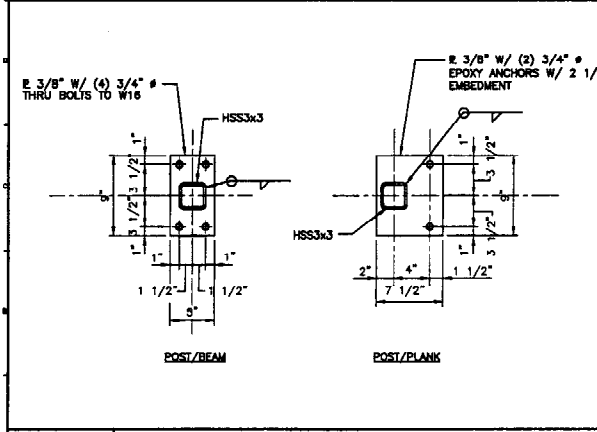 ℄ 3/8" W/ (4) 3/4" ø
THRU BOLTS TO W16
HSS3x3
1"
3 1/2"
9"
3 1/2"
1"
1"
1"
1 1/2"
1 1/2"
5"
POST/BEAM
℄ 3/8" W/ (2) 3/4" ø
EPOXY ANCHORS W/ 2 1/
EMBEDMENT
HSS3x3
1"
3 1/2"
9"
1"
3 1/2"
2"
4"
1 1/2"
7 1/2"
POST/PLANK